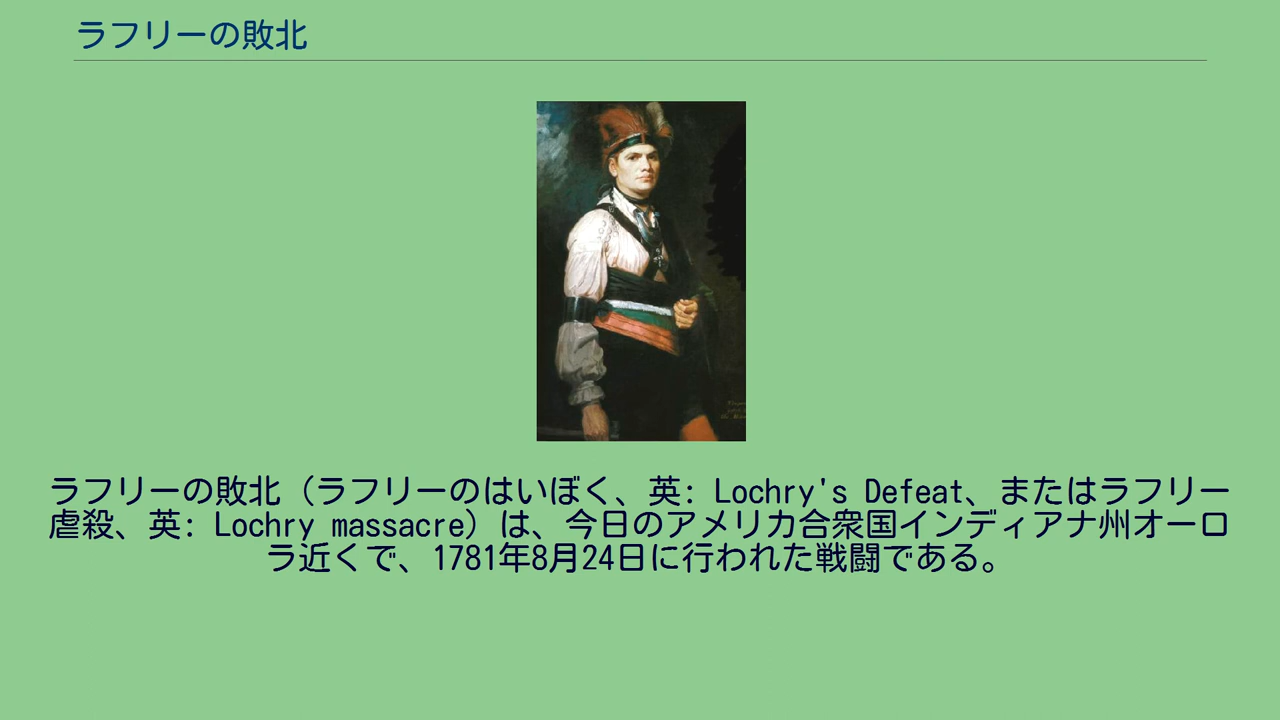 ラフリーの敗北
ラフリーの敗北（ラフリーのはいぼく、英: Lochry's Defeat、またはラフリー
虐殺、英: Lochry massacre）は、今日のアメリカ合衆国インディアナ州オーロ
ラ近くで、1781年8月24日に行われた戦闘である。